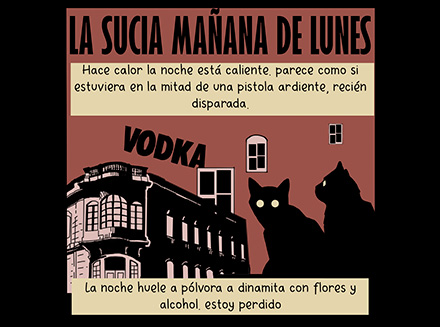 LA SUCIA MAÑANA DE LUNES
Hace calor la noche está caliente. parece como si
estuviera en la mitad de una pistola ardiente, recién
disparada.
VODKA
La noche huele a pólvora a dinamita con flores y
alcohol. estoy perdido